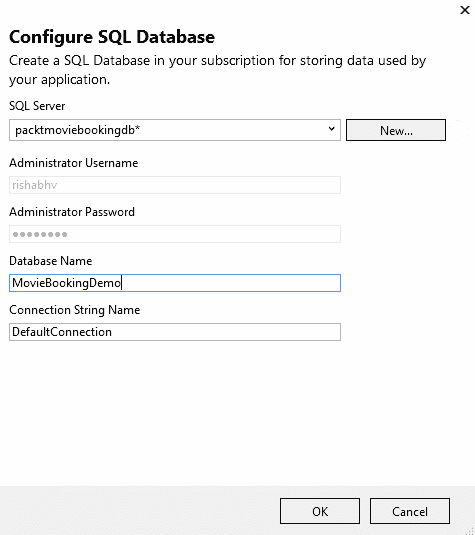 Configure SQL Database
Create a SQL Database in your subscription for storing data used by
your application.
SQL Server
packtmoviebookingdb*
New...
Administrator Username
rishabhv
Administrator Password
●●●●●●●●
Database Name
MovieBookingDemo
Connection String Name
DefaultConnection
OK
Cancel